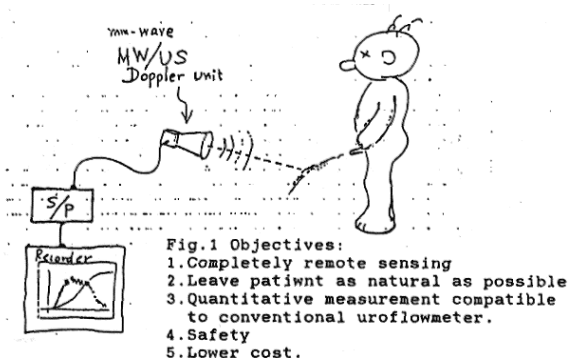 mm-wave
MW/US
Doppler unit
S/P
Recorder
Fig.1 Objectives:
1.Completely remote sensing
2.Leave patiwnt as natural as possible
3.Quantitative measurement compatible
to conventional uroflowmeter.
4.Safety
5.Lower cost.